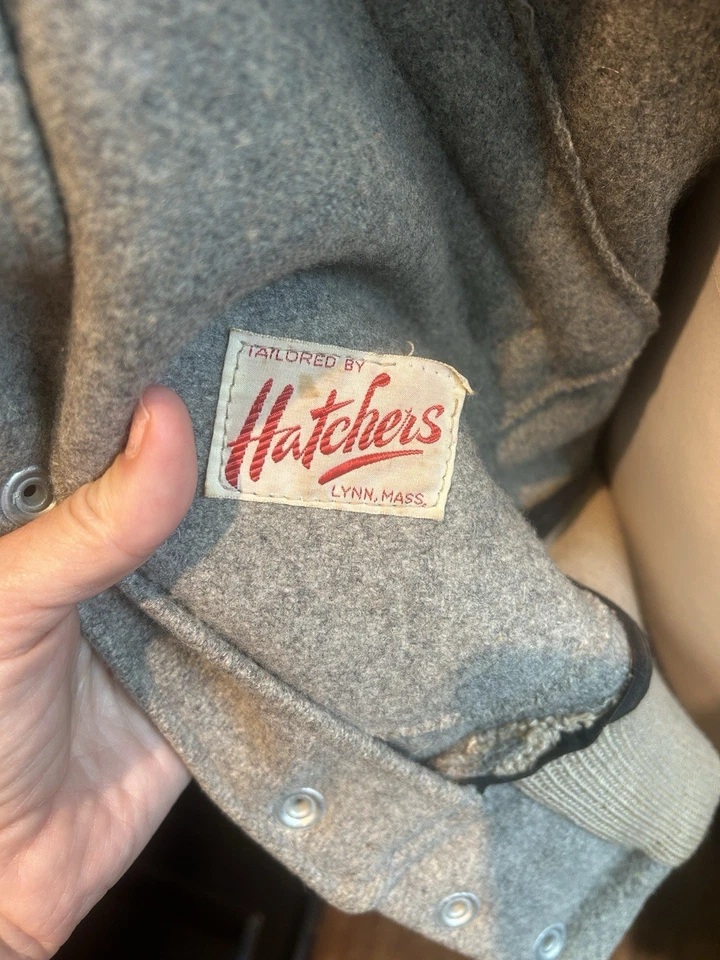 TAILORED BY
Hatchers
LYNN, MASS.